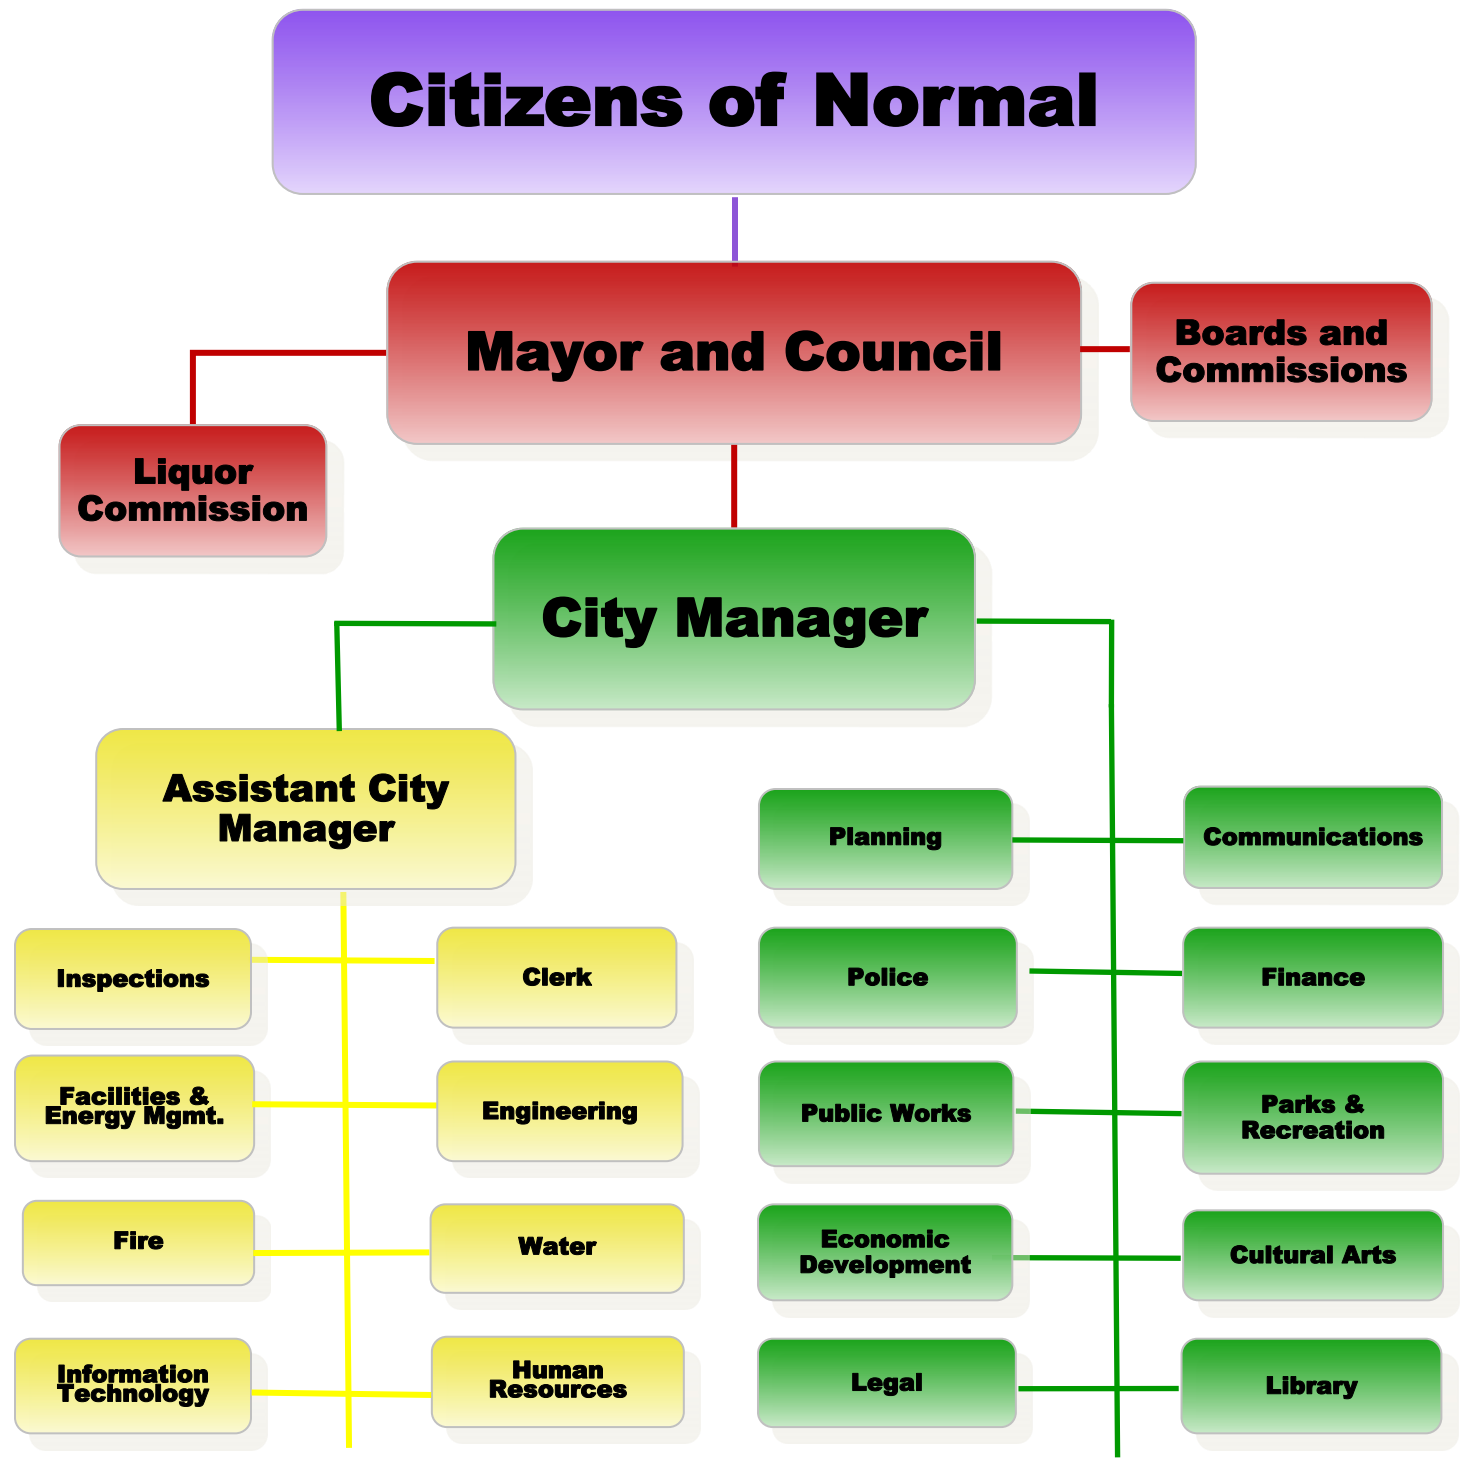 Citizens of Normal
Mayor and Council
Boards and
Commissions
Liquor
Commission
City Manager
Assistant City
Manager
Planning
Communications
Inspections
Clerk
Police
Finance
Facilities &
Energy Mgmt.
Engineering
Public Works
Parks &
Recreation
Fire
Water
Economic
Development
Cultural Arts
Information
Technology
Human
Resources
Legal
Library